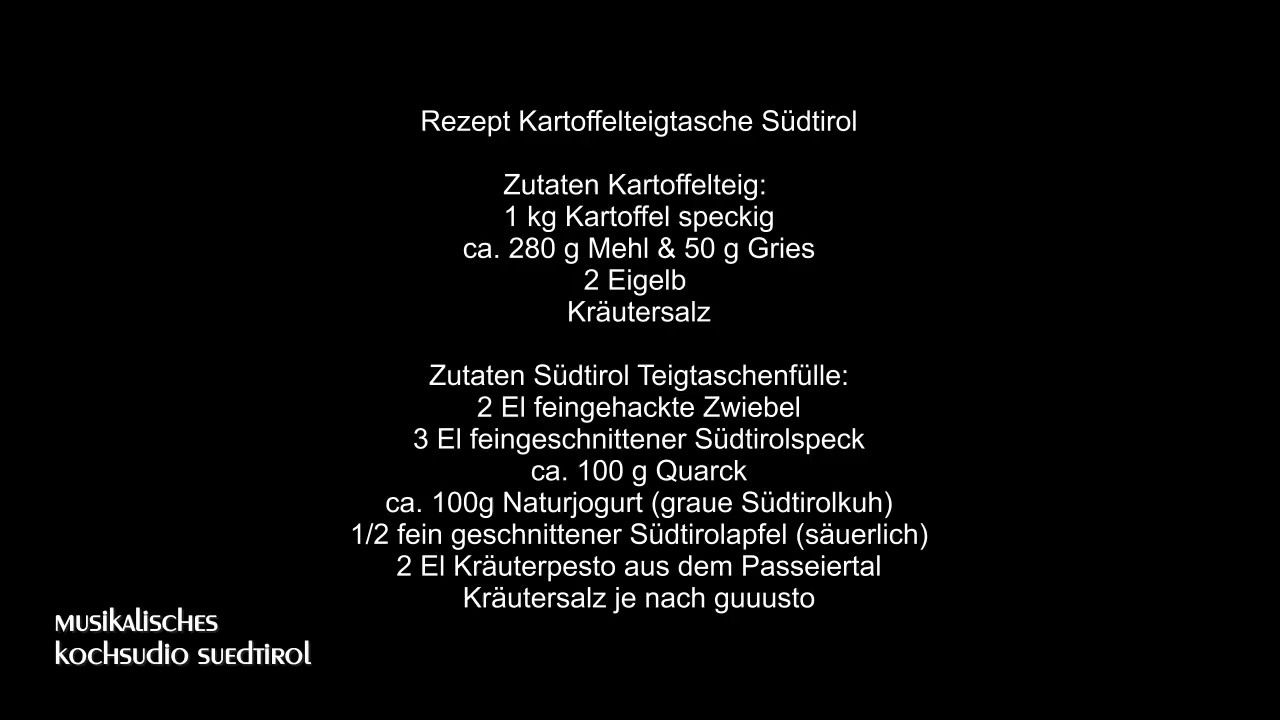 Rezept Kartoffelteigtasche Südtirol
Zutaten Kartoffelteig:
1 kg Kartoffel speckig
ca. 280 g Mehl & 50 g Gries
2 Eigelb
Kräutersalz
Zutaten Südtirol Teigtaschenfülle:
2 El feingehackte Zwiebel
3 El feingeschnittener Südtirolspeck
ca. 100 g Quarck
ca. 100g Naturjogurt (graue Südtirolkuh)
1/2 fein geschnittener Südtirolapfel (säuerlich)
2 El Kräuterpesto aus dem Passeiertal
Kräutersalz je nach guuusto
musikalisches
kochsudio suedtirol